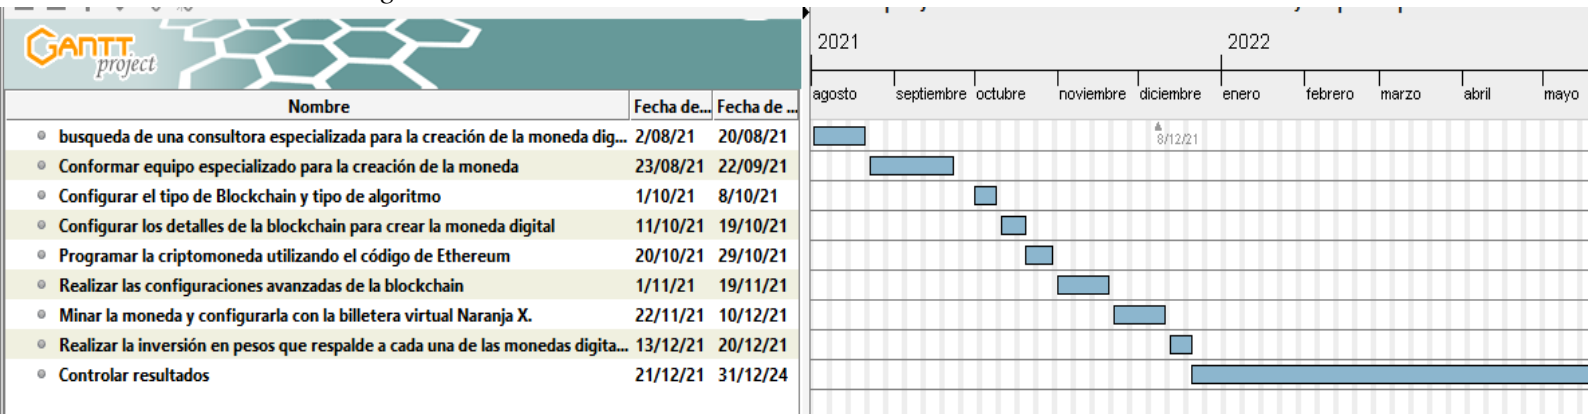 GANTT
project
2021 2022
agosto septiembre octubre noviembre diciembre enero febrero marzo abril mayo
Nombre Fecha de... Fecha de ...
busqueda de una consultora especializada para la creación de la moneda dig... 2/08/21 20/08/21
8/12/21
Conformar equipo especializado para la creación de la moneda 23/08/21 22/09/21
Configurar el tipo de Blockchain y tipo de algoritmo 1/10/21 8/10/21
Configurar los detalles de la blockchain para crear la moneda digital 11/10/21 19/10/21
Programar la criptomoneda utilizando el código de Ethereum 20/10/21 29/10/21
Realizar las configuraciones avanzadas de la blockchain 1/11/21 19/11/21
Minar la moneda y configurarla con la billetera virtual Naranja X. 22/11/21 10/12/21
Realizar la inversión en pesos que respalde a cada una de las monedas digita... 13/12/21 20/12/21
Controlar resultados 21/12/21 31/12/24